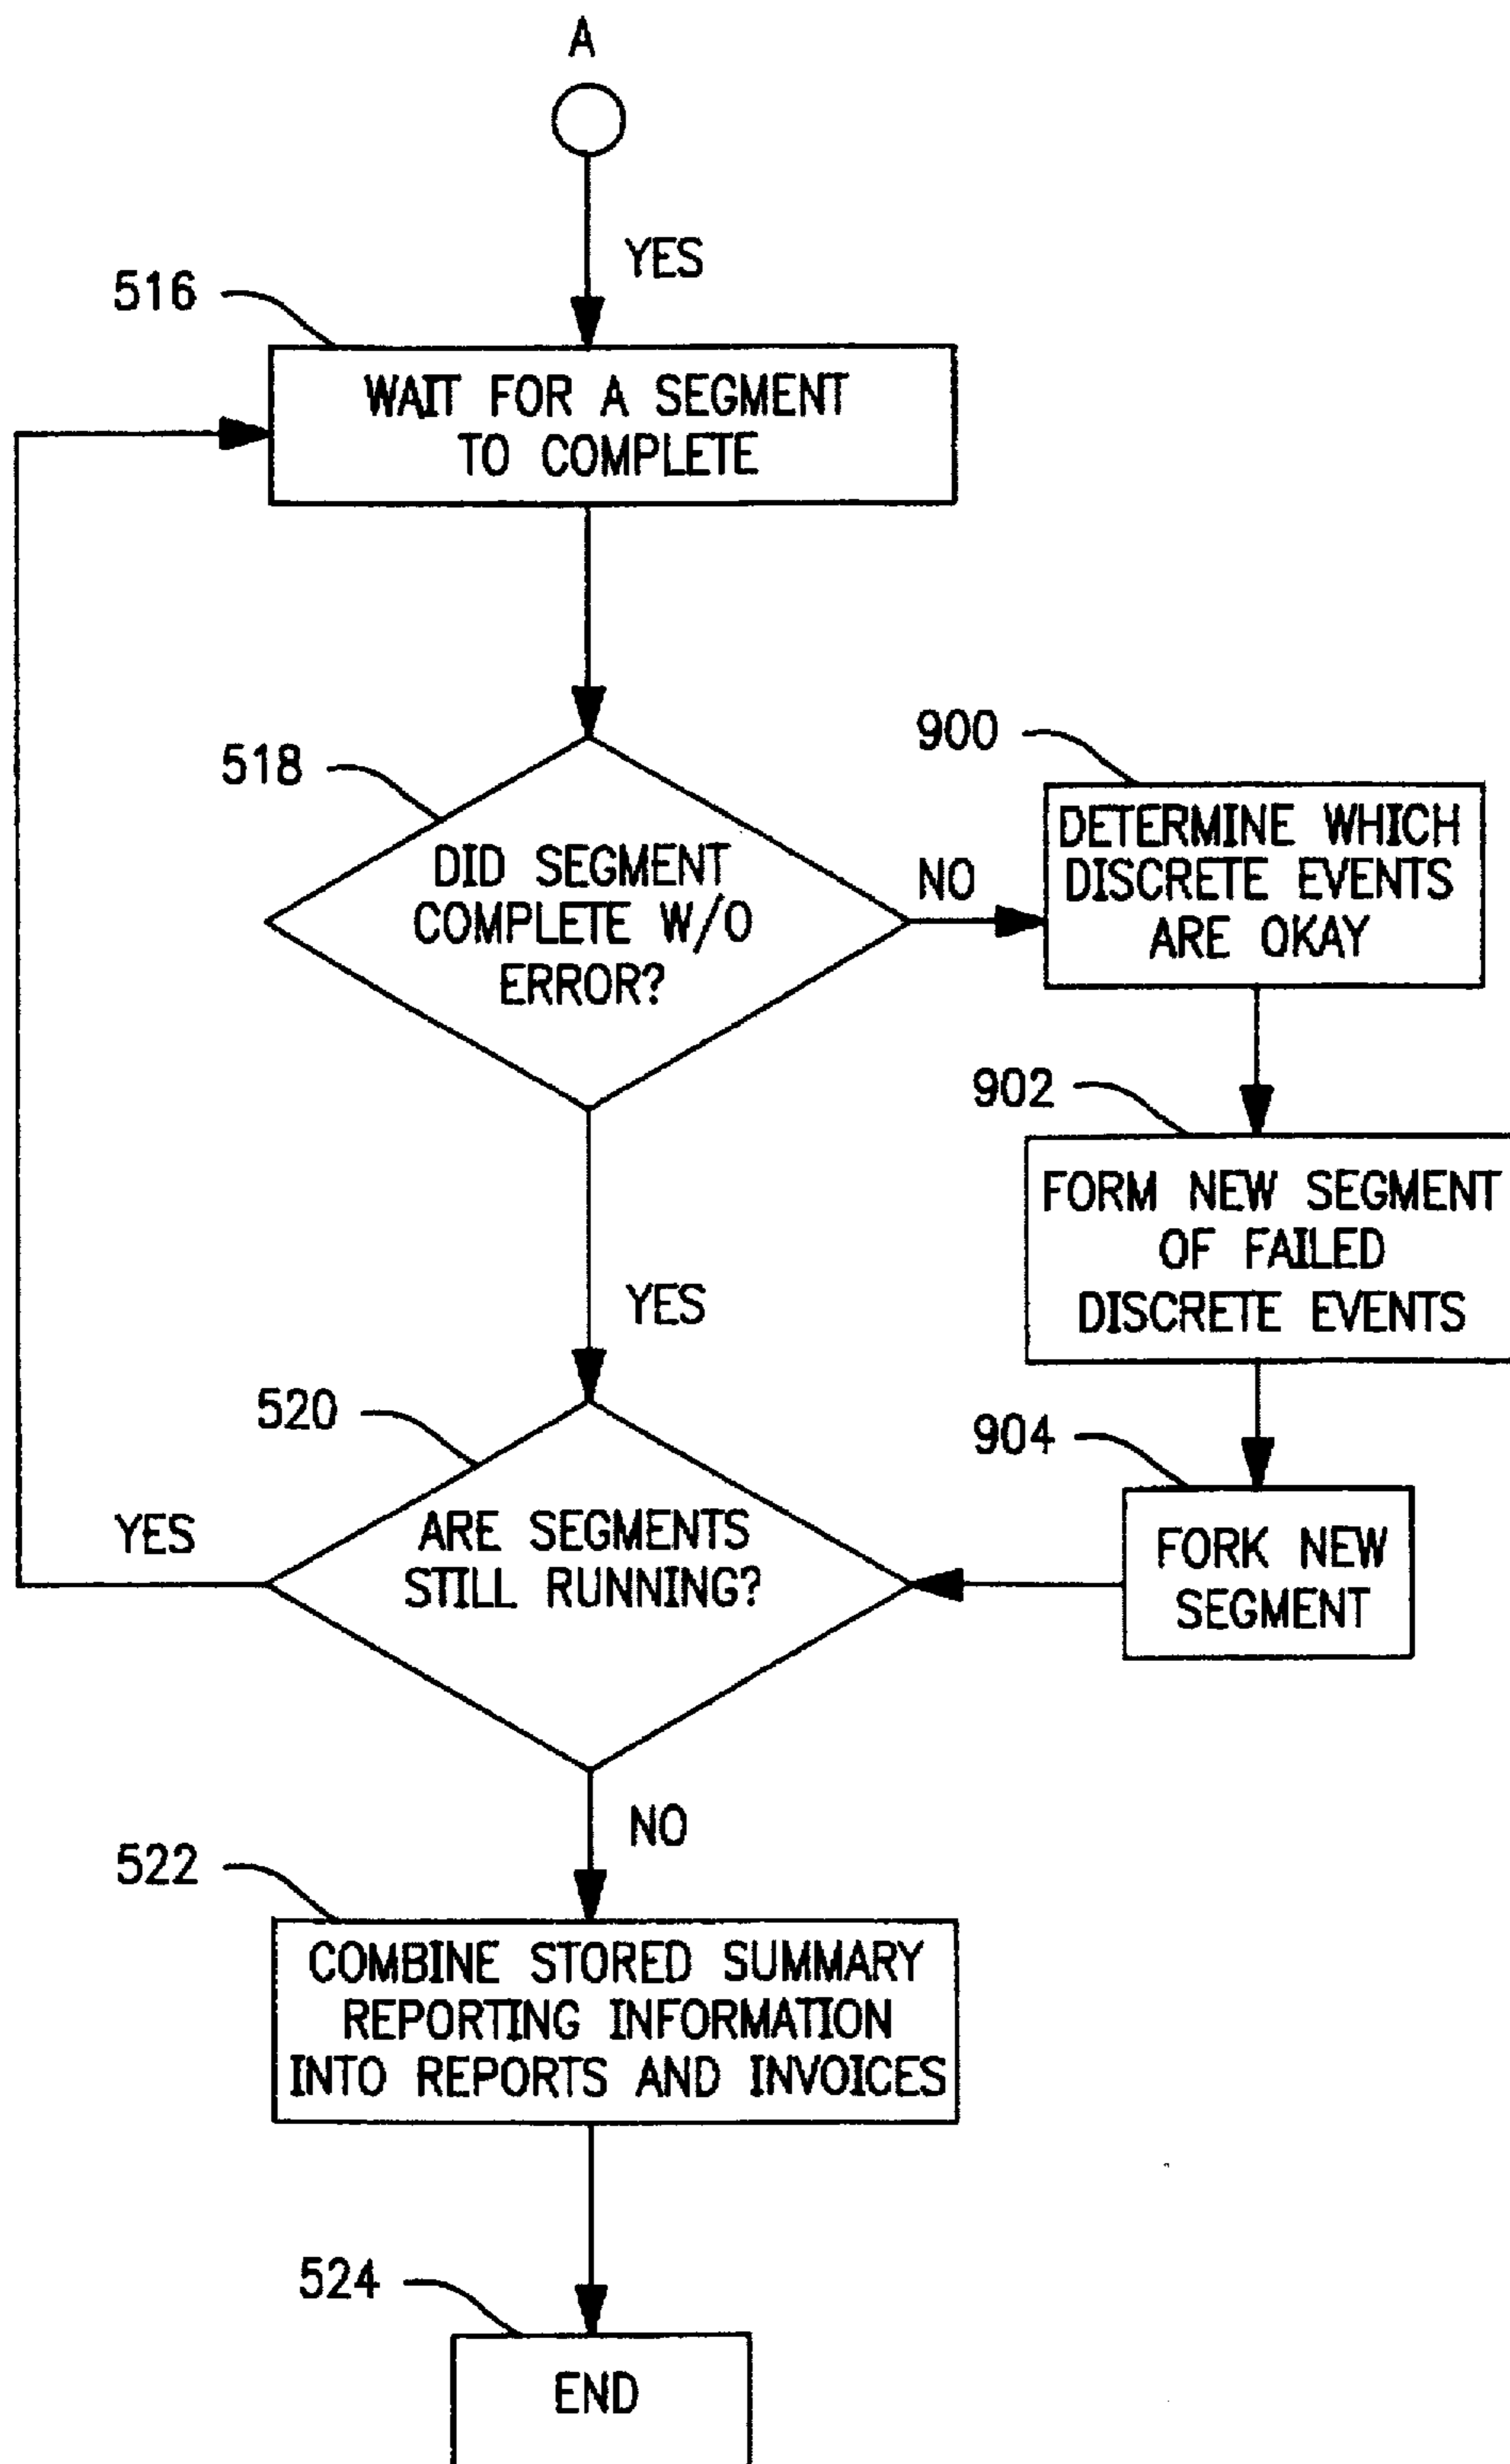 A
YES
516
WAIT FOR A SEGMENT
TO COMPLETE
518
DID SEGMENT
COMPLETE W/O
ERROR?
NO
900
DETERMINE WHICH
DISCRETE EVENTS
ARE OKAY
902
FORM NEW SEGMENT
OF FAILED
DISCRETE EVENTS
YES
520
ARE SEGMENTS
STILL RUNNING?
YES
904
FORK NEW
SEGMENT
NO
522
COMBINE STORED SUMMARY
REPORTING INFORMATION
INTO REPORTS AND INVOICES
524
END